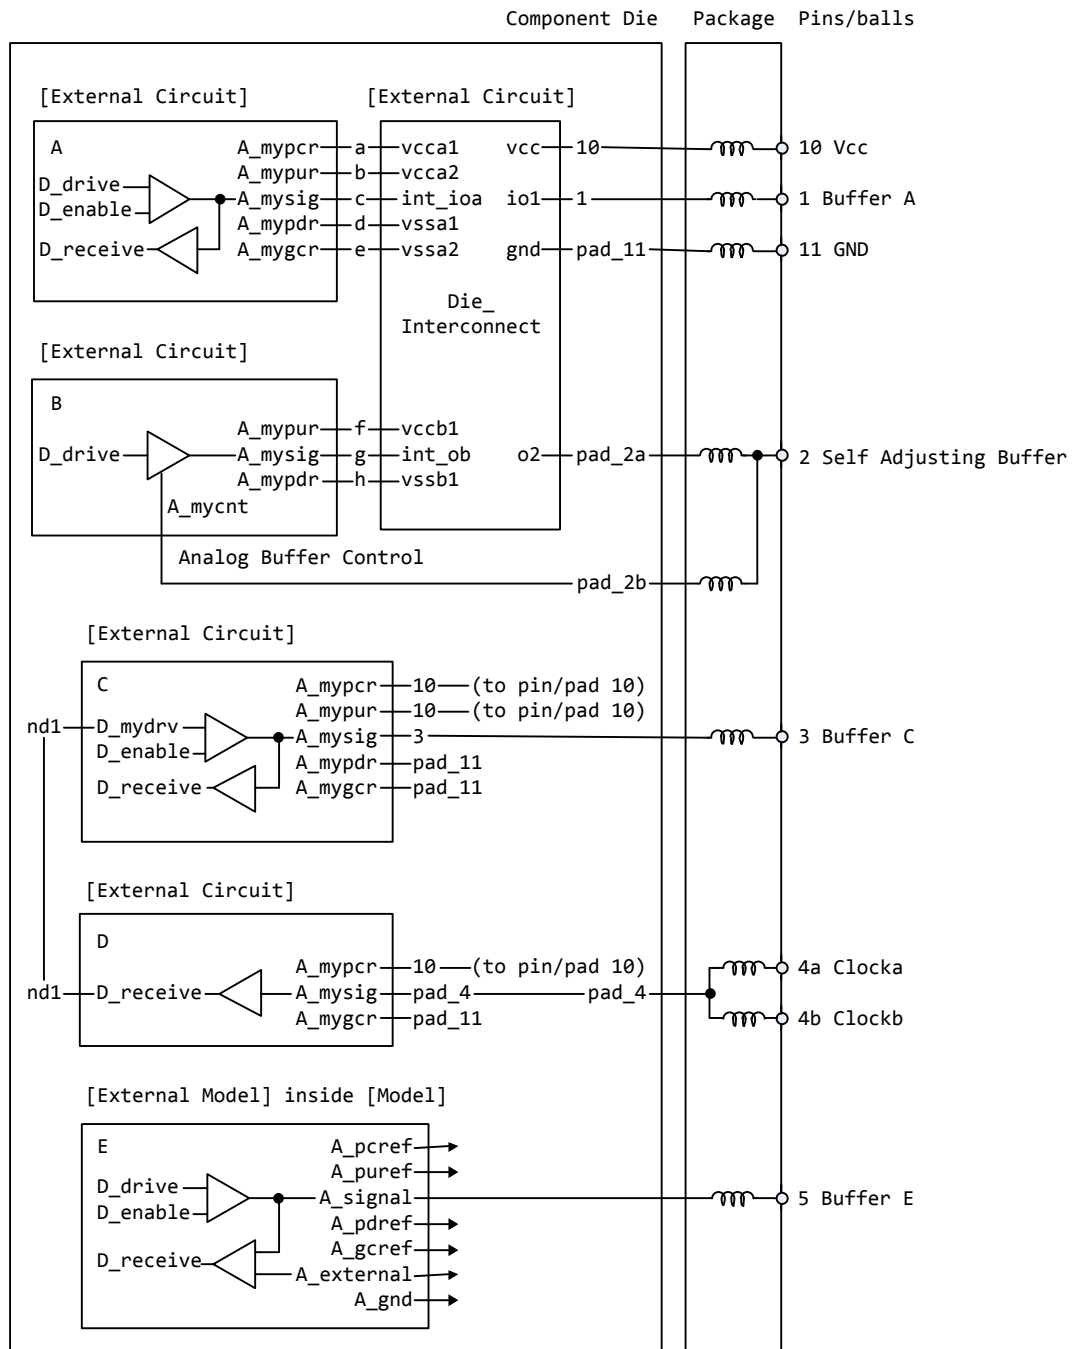 Component Die Package Pins/balls
[External Circuit] [External Circuit]
A A_mypcr a vcca1 vcc 10 10 Vcc
A_mypur b vcca2
D_drive A_mysig c int_ioa io1 1 1 Buffer A
D_enable A_mypdr d vssa1
D_receive A_mygcr e vssa2 gnd pad_11 11 GND
Die_
Interconnect
[External Circuit]
B
A_mypur f vccb1
D_drive A_mysig g int_ob o2 pad_2a 2 Self Adjusting Buffer
A_mypdr h vssb1
A_mycnt
Analog Buffer Control
pad_2b
[External Circuit]
C A_mypcr 10 (to pin/pad 10)
A_mypur 10 (to pin/pad 10)
nd1 D_mydrv A_mysig 3 3 Buffer C
D_enable A_mypdr pad_11
D_receive A_mygcr pad_11
[External Circuit]
D
A_mypcr 10 (to pin/pad 10) 4a Clocka
nd1 D_receive A_mysig pad_4 pad_4
A_mygcr pad_11 4b Clockb
[External Model] inside [Model]
E A_pcref
A_puref
D_drive A_signal 5 Buffer E
D_enable A_pdref
A_gcref
D_receive A_external
A_gnd